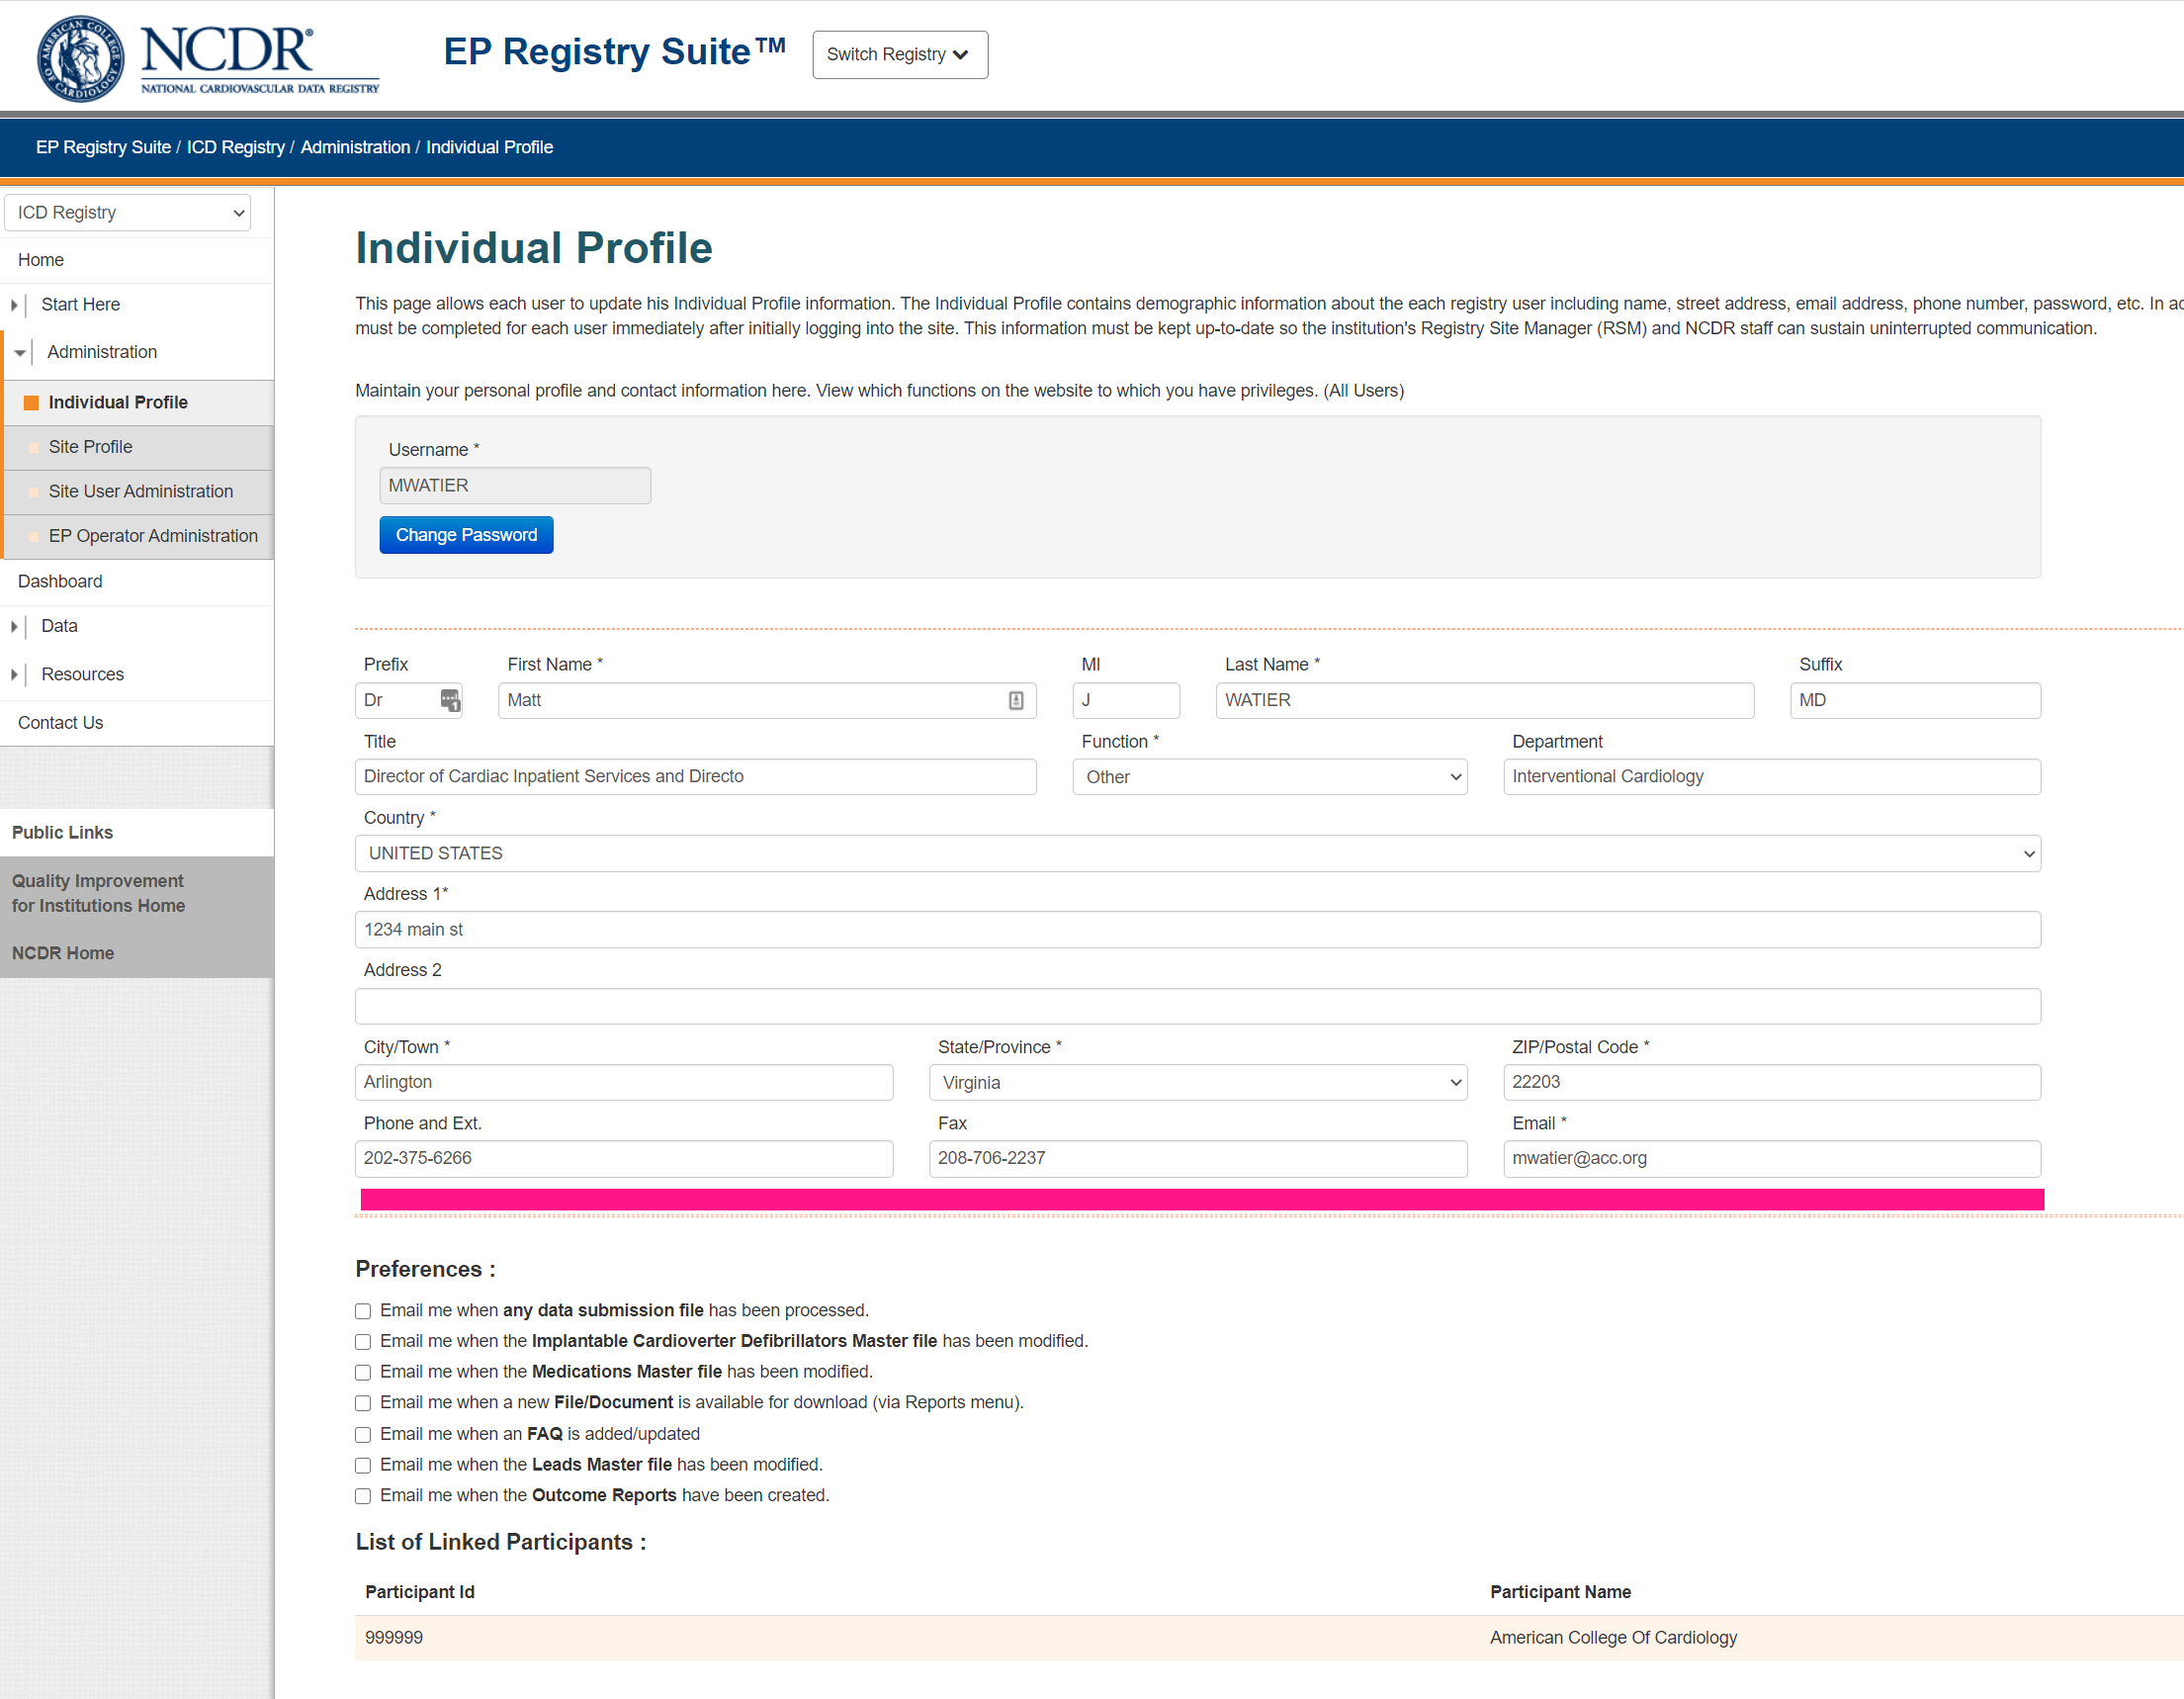 AMERICAN COLLEGE OF CARDIOLOGY
NCDR®
NATIONAL CARDIOVASCULAR DATA REGISTRY
EP Registry Suite™
Switch Registry
EP Registry Suite / ICD Registry / Administration / Individual Profile
ICD Registry
Home
Start Here
Administration
Individual Profile
Site Profile
Site User Administration
EP Operator Administration
Dashboard
Data
Resources
Contact Us
Public Links
Quality Improvement
for Institutions Home
NCDR Home
Individual Profile
This page allows each user to update his Individual Profile information. The Individual Profile contains demographic information about the each registry user including name, street address, email address, phone number, password, etc. In
must be completed for each user immediately after initially logging into the site. This information must be kept up-to-date so the institution's Registry Site Manager (RSM) and NCDR staff can sustain uninterrupted communication.
Maintain your personal profile and contact information here. View which functions on the website to which you have privileges. (All Users)
Username *
MWATIER
Change Password
Prefix First Name * MI Last Name * Suffix
Dr 1 Matt J WATIER MD
Title Function * Department
Director of Cardiac Inpatient Services and Directo Other Interventional Cardiology
Country *
UNITED STATES
Address 1*
1234 main st
Address 2
City/Town * State/Province * ZIP/Postal Code *
Arlington Virginia 22203
Phone and Ext. Fax Email *
202-375-6266 208-706-2237 mwatier@acc.org
Preferences :
Email me when any data submission file has been processed.
Email me when the Implantable Cardioverter Defibrillators Master file has been modified.
Email me when the Medications Master file has been modified.
Email me when a new File/Document is available for download (via Reports menu).
Email me when an FAQ is added/updated
Email me when the Leads Master file has been modified.
Email me when the Outcome Reports have been created.
List of Linked Participants :
Participant Id Participant Name
999999 American College Of Cardiology